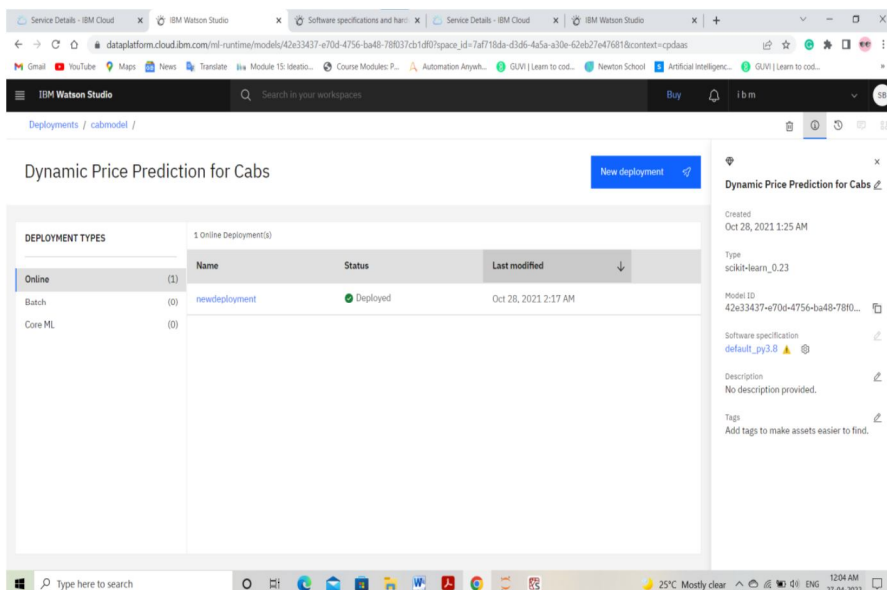 Service Details - IBM Cloud
IBM Watson Studio
Software specifications and hard
Service Details - IBM Cloud
IBM Watson Studio
dataplatform.cloud.ibm.com/ml-runtime/models/42e33437-e70d-4756-ba48-78f037cb1df0?space_id=7af718da-d3d6-4a5a-a30e-62eb27e47681&context=cpdaas
Gmail
YouTube
Maps
News
Translate
Module 15: Ideatio...
Course Modules: P...
Automation Anywh...
GUVI | Learn to cod...
Newton School
Artificial Intelligenc...
GUVI | Learn to cod...
IBM Watson Studio
Search in your workspaces
Buy
ibm
SB
Deployments / cabmodel /
Dynamic Price Prediction for Cabs
New deployment
DEPLOYMENT TYPES
Online (1)
Batch (0)
Core ML (0)
1 Online Deployment(s)
Name Status Last modified
newdeployment Deployed Oct 28, 2021 2:17 AM
Dynamic Price Prediction for Cabs
Created
Oct 28, 2021 1:25 AM
Type
scikit-learn_0.23
Model ID
42e33437-e70d-4756-ba48-78f0...
Software specification
default_py3.8
Description
No description provided.
Tags
Add tags to make assets easier to find.
Type here to search
25°C Mostly clear
ENG
12:04 AM